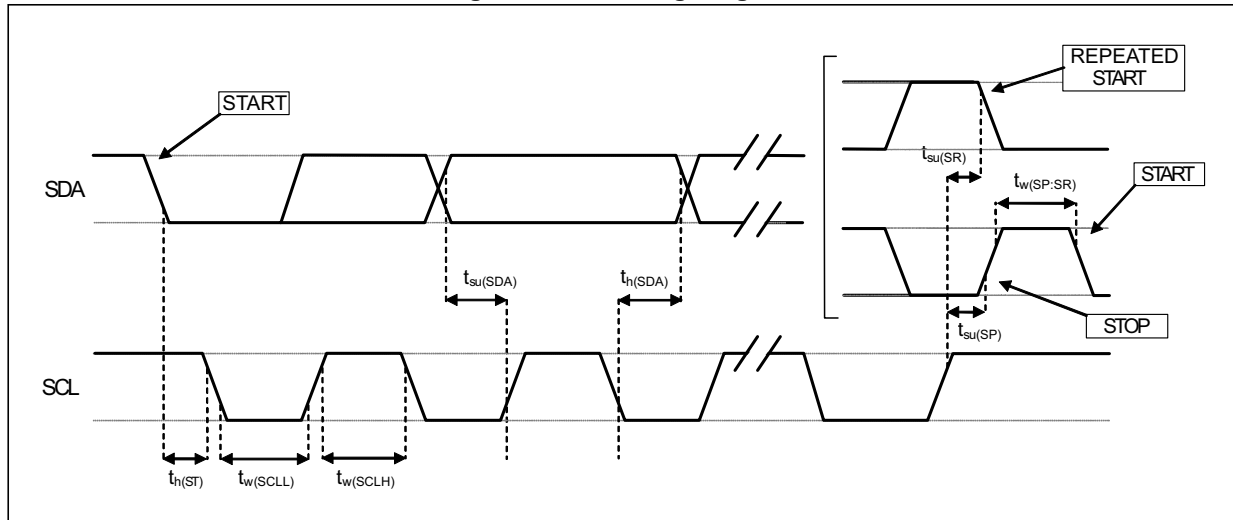 REPEATED
START
START
tsu(SR)
tw(SP:SR)
START
SDA
tsu(SDA)
th(SDA)
tsu(SP)
STOP
SCL
th(ST)
tw(SCLL)
tw(SCLH)